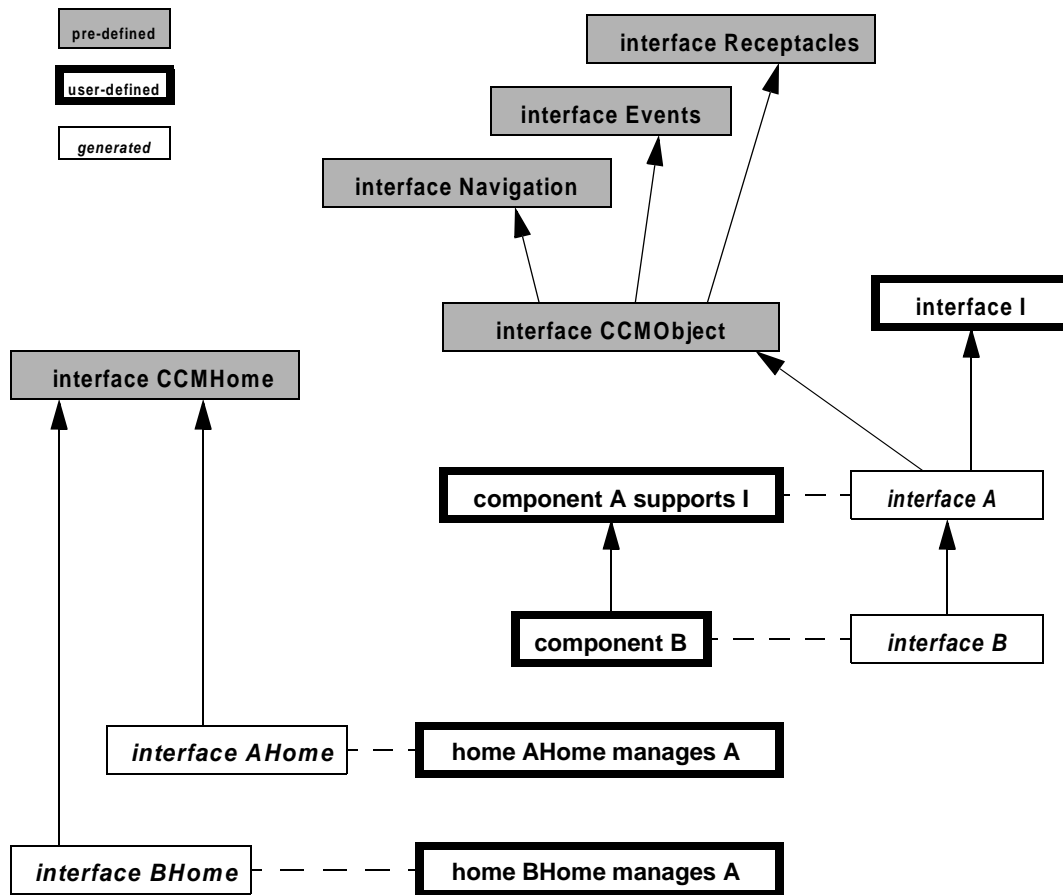 pre-defined
interface Receptacles
user-defined
interface Events
generated
interface Navigation
interface I
interface CCMObject
interface CCMHome
component A supports I
interface A
component B
interface B
interface AHome
home AHome manages A
interface BHome
home BHome manages A